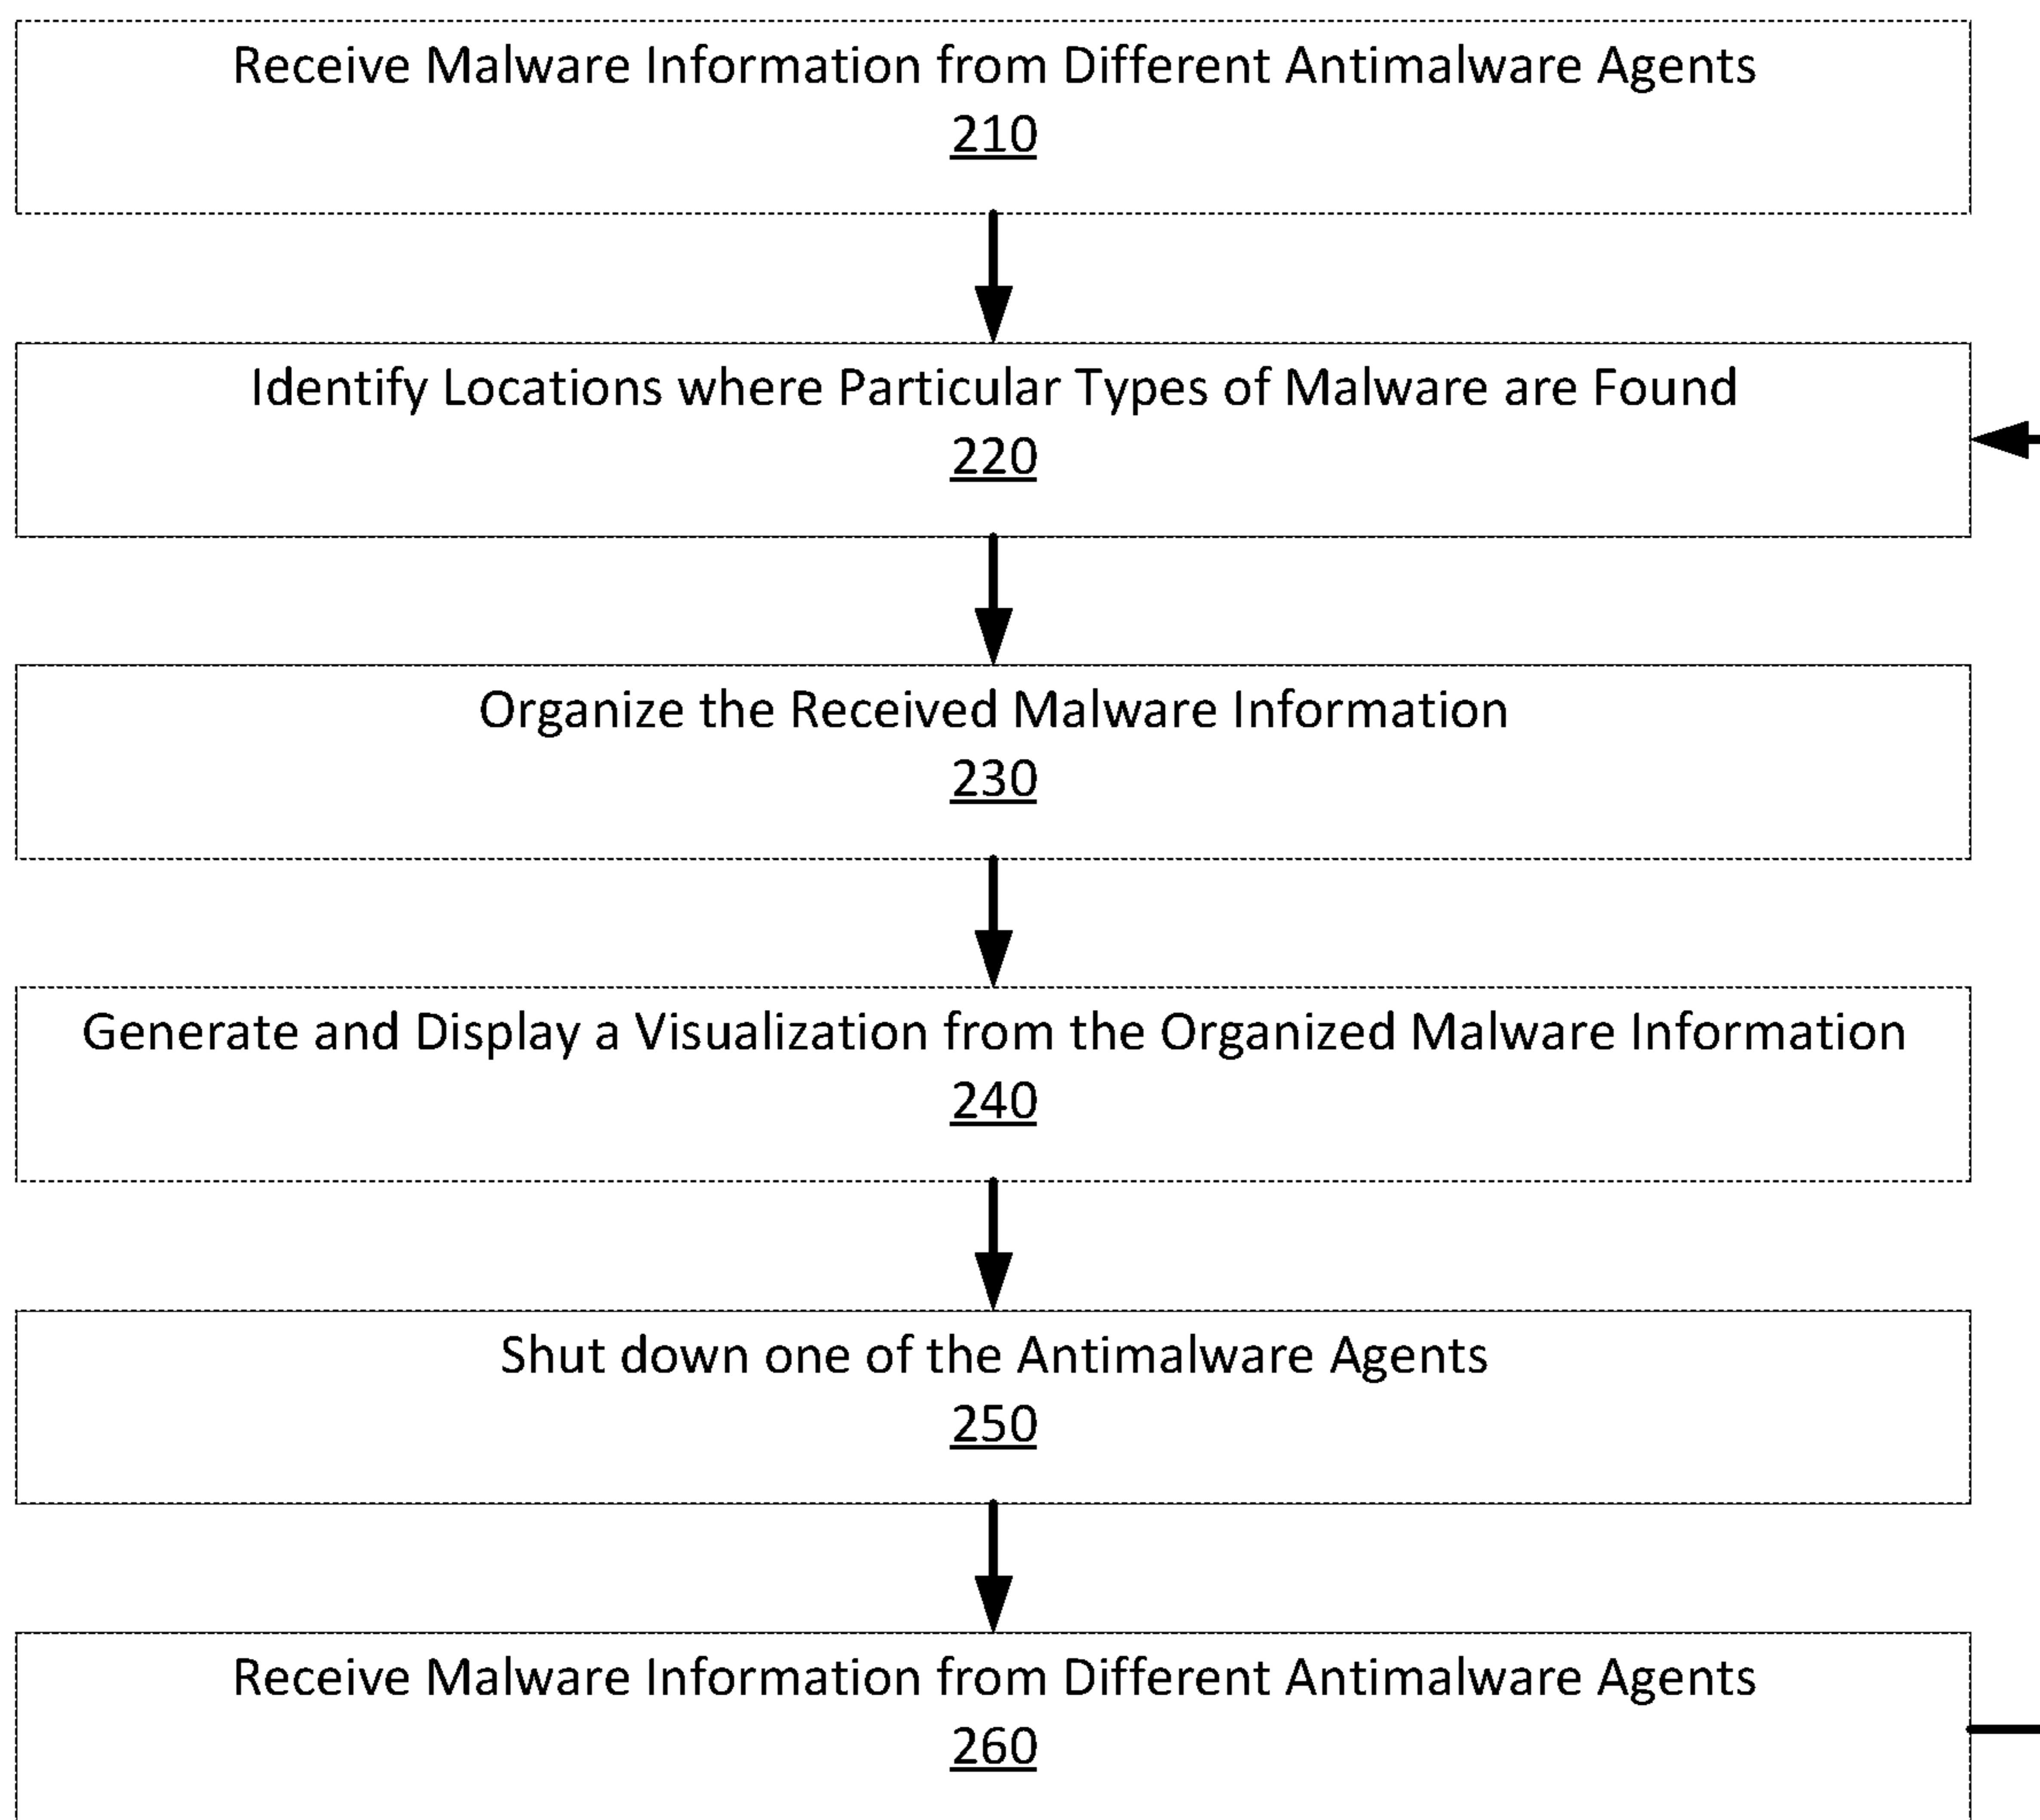 Receive Malware Information from Different Antimalware Agents
210
Identify Locations where Particular Types of Malware are Found
220
Organize the Received Malware Information
230
Generate and Display a Visualization from the Organized Malware Information
240
Shut down one of the Antimalware Agents
250
Receive Malware Information from Different Antimalware Agents
260